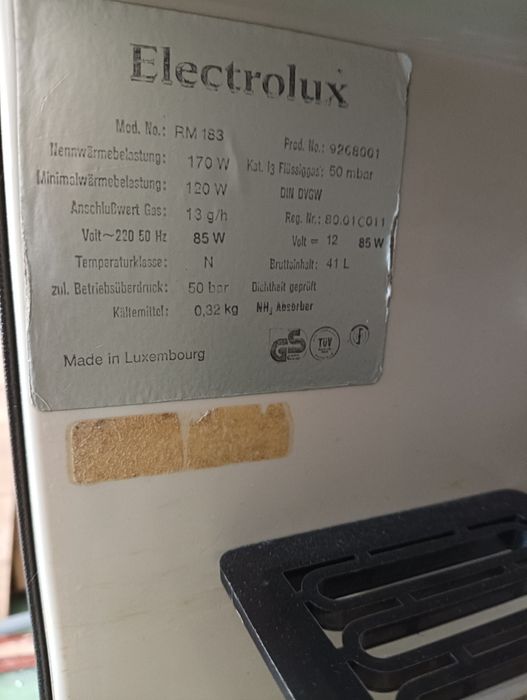 Electrolux
Mod. No.: RM 183 Prod. No.: 9268001
Nennwärmebelastung: 170 W Kat. I3 Flüssiggas: 50 mbar
Minimalwärmebelastung: 120 W DIN DVGW
Anschlußwert Gas: 13 g/h Reg. Nr.: 80.01C011
Volt~220 50 Hz 85 W Volt = 12 85 W
Temperaturklasse: N Bruttoinhalt: 41 L
zul. Betriebsüberdruck: 50 bar Dichtheit geprüft
Kältemittel: 0,32 kg NH₃ Absorber
Made in Luxembourg GS TÜV